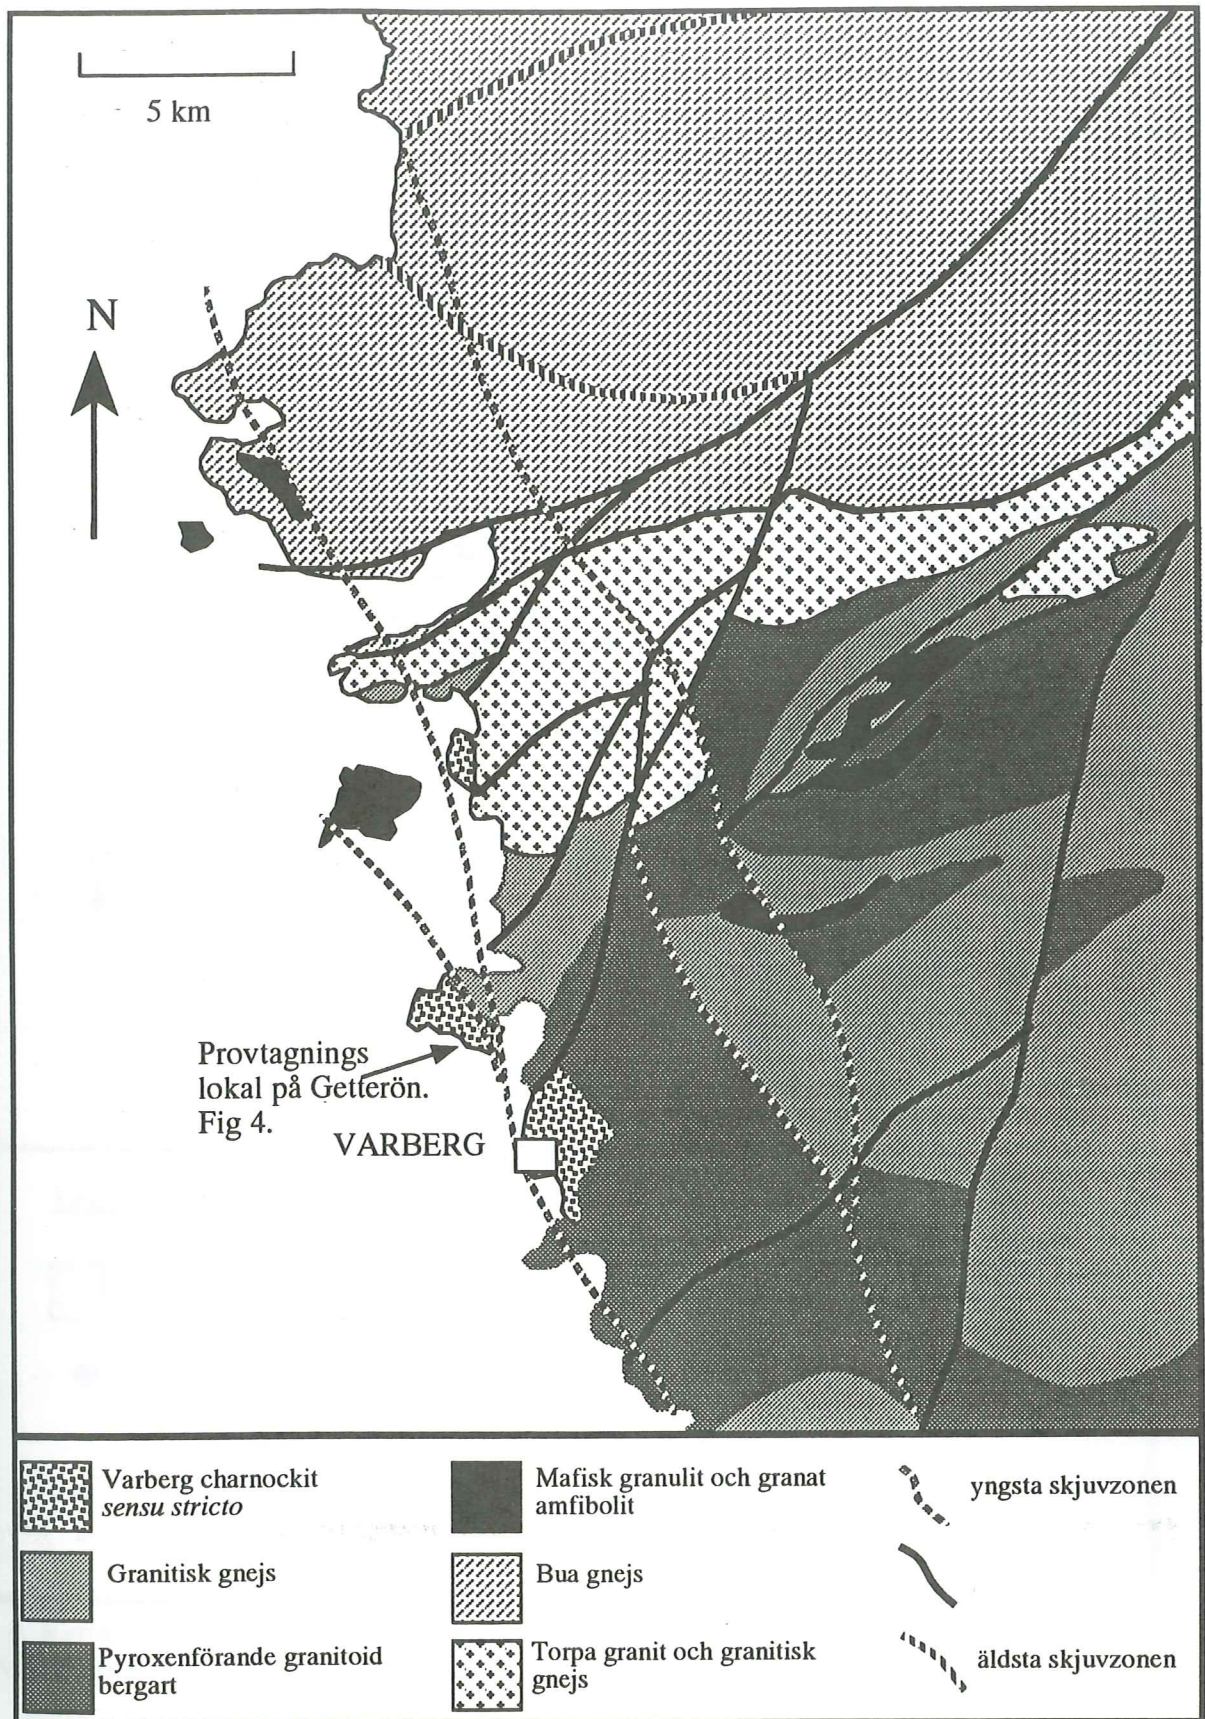 5 km
N
Provtagnings
lokal på Getterön.
Fig 4.
VARBERG
Varberg charnockit
sensu stricto
Granitisk gnejs
Pyroxenförande granitoid
bergart
Mafisk granulit och granat
amfibolit
Bua gnejs
Torpa granit och granitisk
gnejs
yngsta skjuvzonen
äldsta skjuvzonen